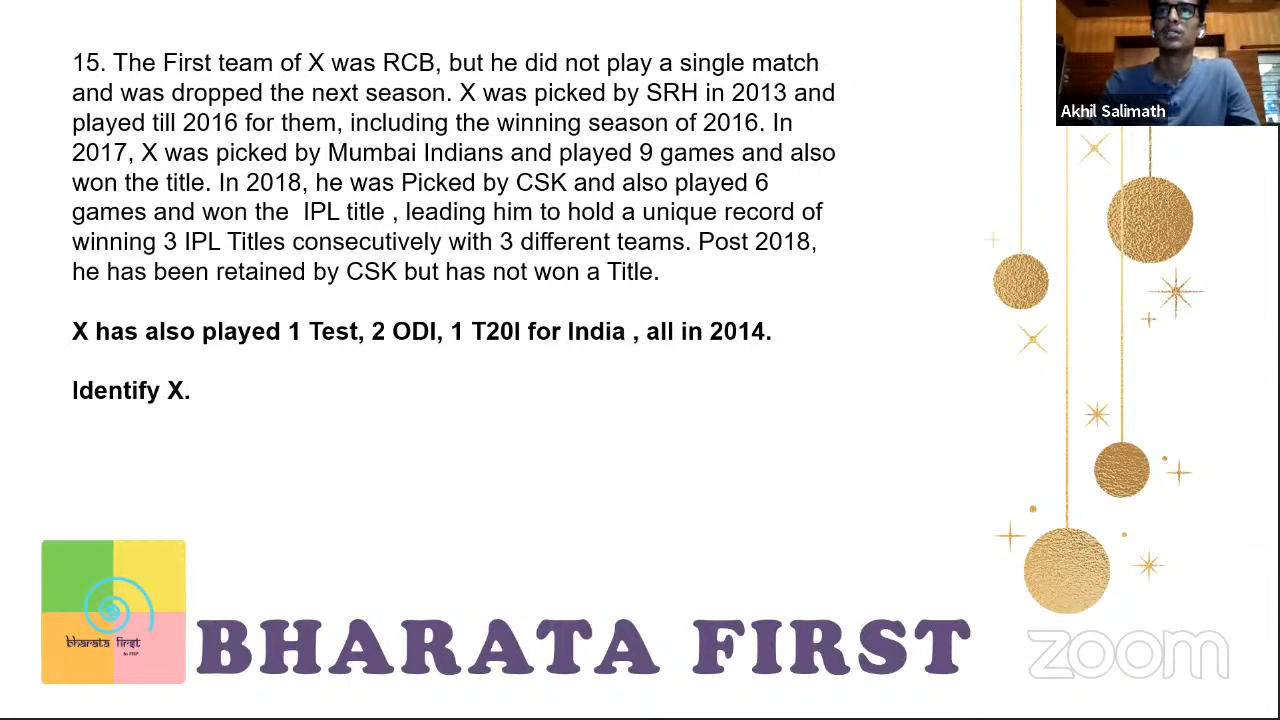 15. The First team of X was RCB, but he did not play a single match
and was dropped the next season. X was picked by SRH in 2013 and
played till 2016 for them, including the winning season of 2016. In
2017, X was picked by Mumbai Indians and played 9 games and also
won the title. In 2018, he was Picked by CSK and also played 6
games and won the  IPL title , leading him to hold a unique record of
winning 3 IPL Titles consecutively with 3 different teams. Post 2018,
he has been retained by CSK but has not won a Title.
X has also played 1 Test, 2 ODI, 1 T20I for India , all in 2014.
Identify X.
Akhil Salimath
bharata first
BHARATA FIRST
zoom